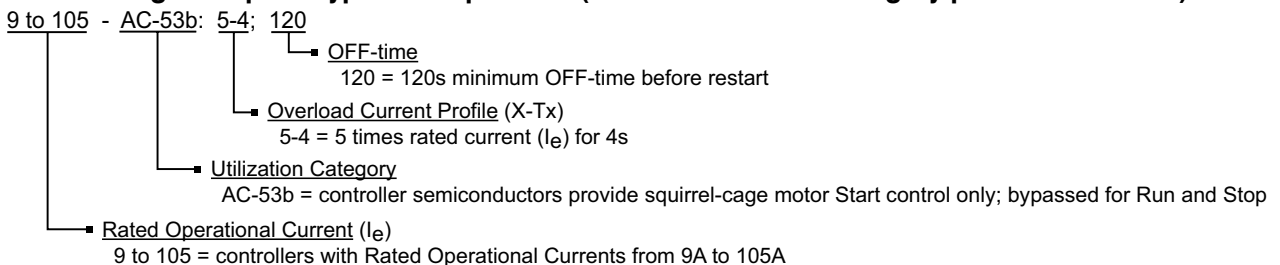 9 to 105 - AC-53b: 5-4; 120
OFF-time
120 = 120s minimum OFF-time before restart
Overload Current Profile (X-Tx)
5-4 = 5 times rated current (Ie) for 4s
Utilization Category
AC-53b = controller semiconductors provide squirrel-cage motor Start control only; bypassed for Run and Stop
Rated Operational Current (Ie)
9 to 105 = controllers with Rated Operational Currents from 9A to 105A